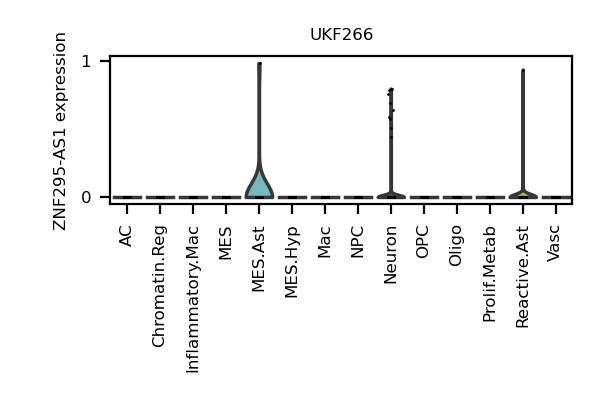 UKF266
ZNF295-AS1 expression
1
0
AC
Chromatin.Reg
Inflammatory.Mac
MES
MES.Ast
MES.Hyp
Mac
NPC
Neuron
OPC
Oligo
Prolif.Metab
Reactive.Ast
Vasc